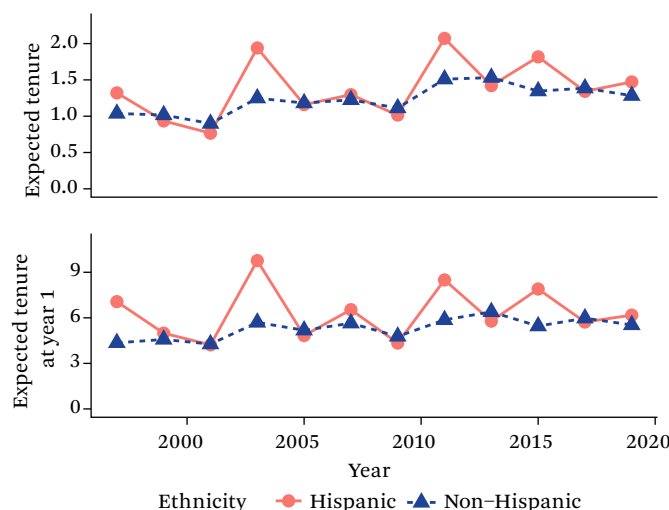 Expected tenure
2.0
1.5
1.0
0.5
0.0
Expected tenure
at year 1
9
6
3
0
2000 2005 2010 2015 2020
Year
Ethnicity Hispanic Non–Hispanic